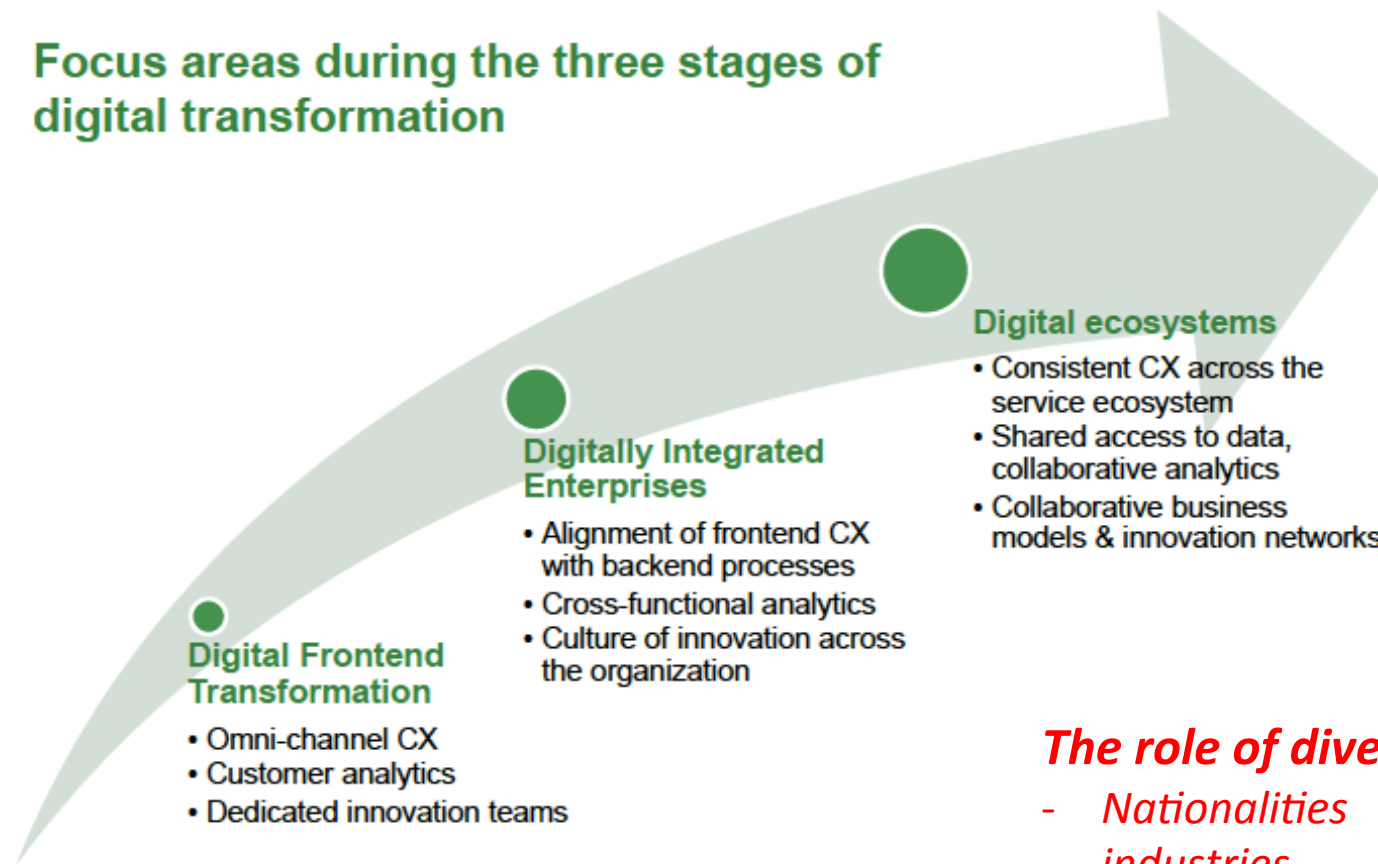 Focus areas during the three stages of
digital transformation
Digital ecosystems
• Consistent CX across the
service ecosystem
• Shared access to data,
collaborative analytics
• Collaborative business
models & innovation networks
Digitally Integrated
Enterprises
• Alignment of frontend CX
with backend processes
• Cross-functional analytics
• Culture of innovation across
the organization
Digital Frontend
Transformation
• Omni-channel CX
• Customer analytics
• Dedicated innovation teams
The role of dive
- Nationalities
industries